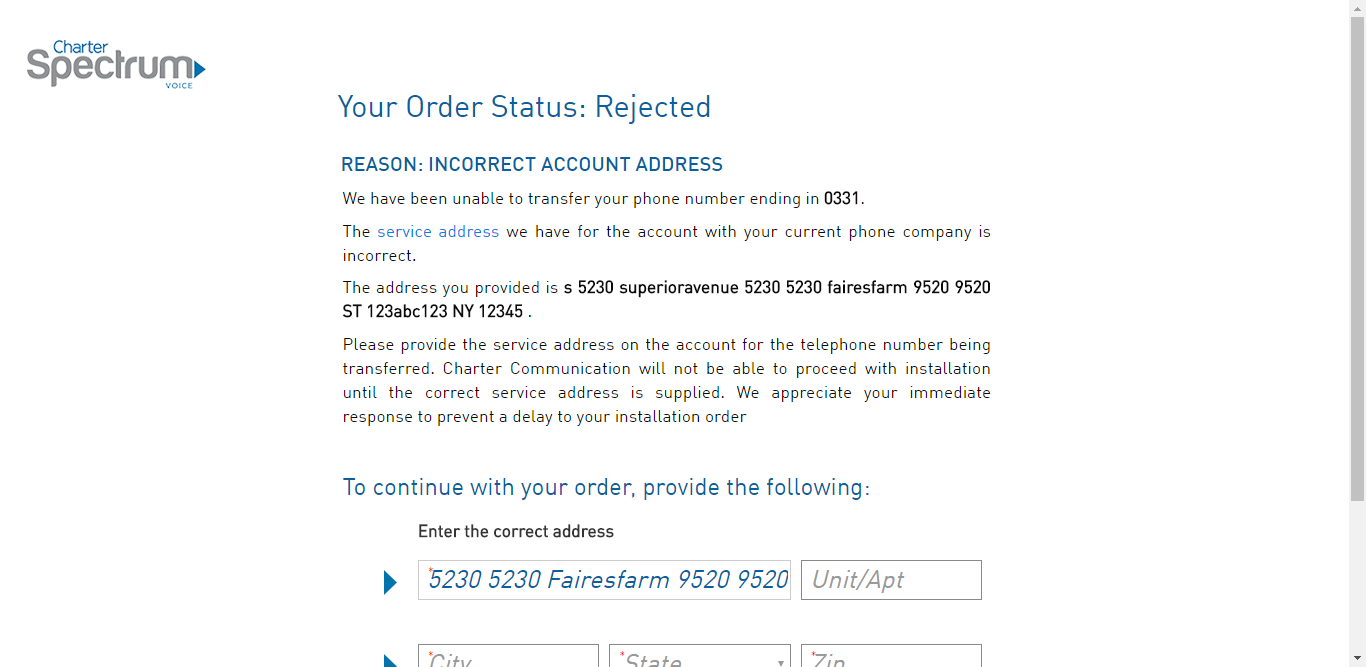 Charter
Spectrum
VOICE
Your Order Status: Rejected
REASON: INCORRECT ACCOUNT ADDRESS
We have been unable to transfer your phone number ending in 0331.
The service address we have for the account with your current phone company is
incorrect.
The address you provided is s 5230 superioravenue 5230 5230 fairesfarm 9520 9520
ST 123abc123 NY 12345 .
Please provide the service address on the account for the telephone number being
transferred. Charter Communication will not be able to proceed with installation
until the correct service address is supplied. We appreciate your immediate
response to prevent a delay to your installation order
To continue with your order, provide the following:
Enter the correct address
*5230 5230 Fairesfarm 9520 9520 Unit/Apt
*City *State *Zip